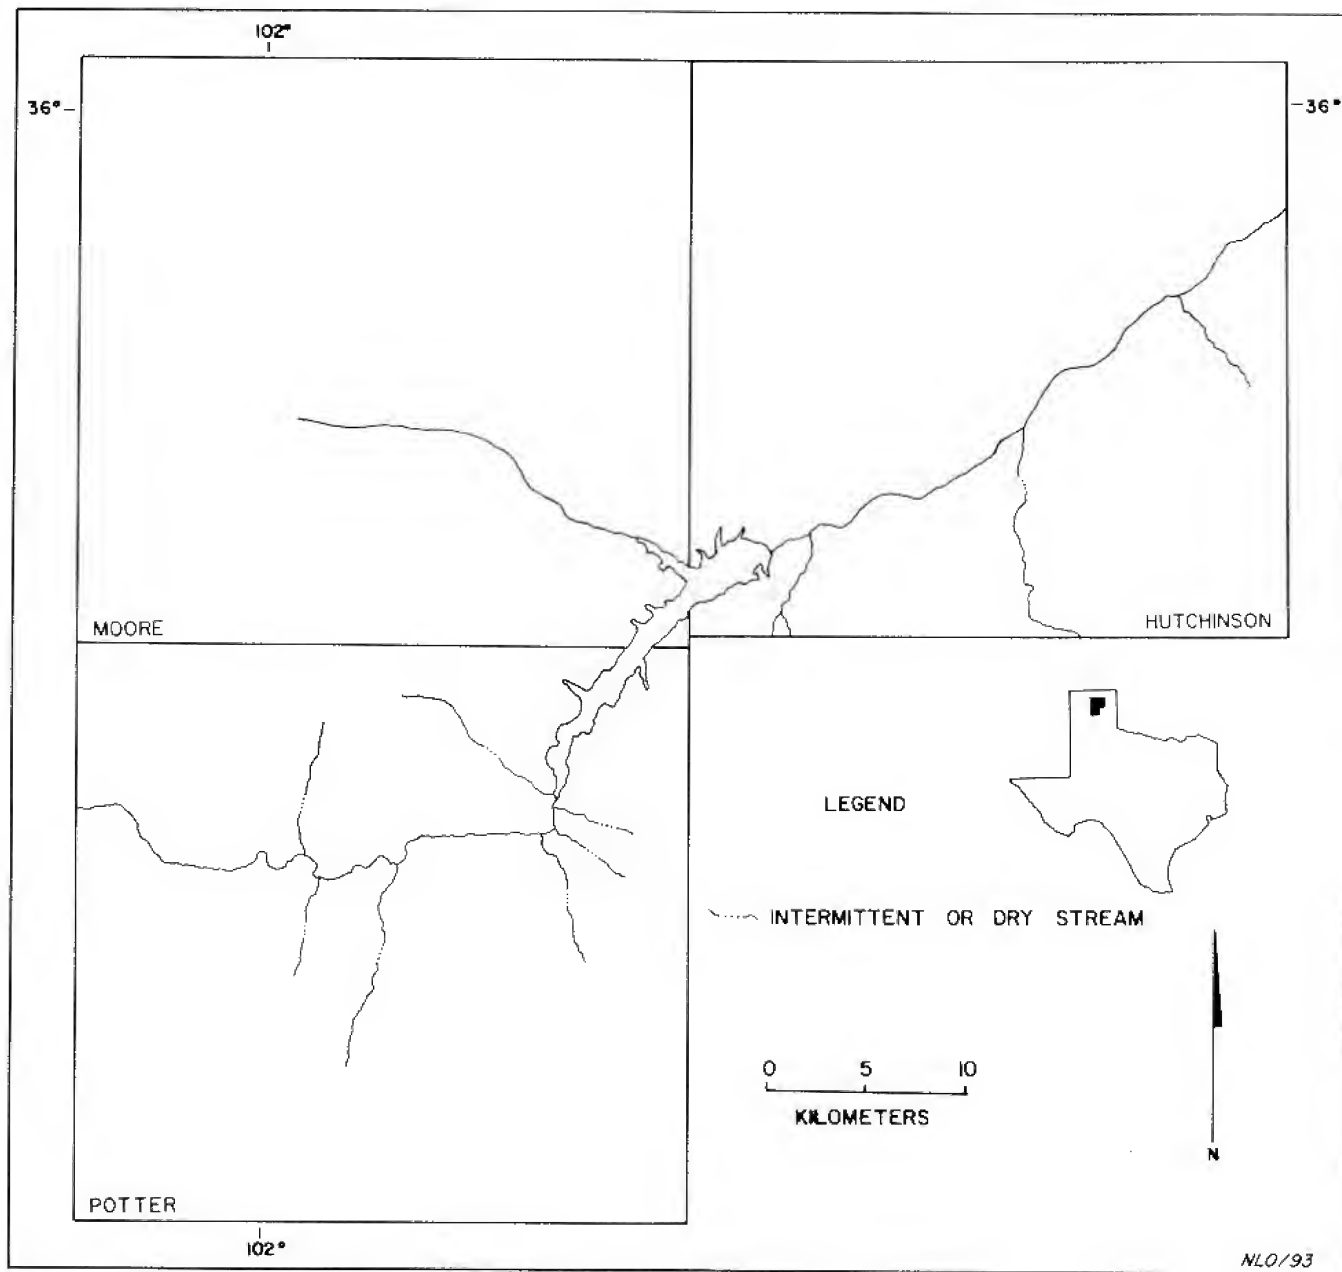 102°
36°
36°
MOORE
HUTCHINSON
LEGEND
INTERMITTENT OR DRY STREAM
0 5 10
KILOMETERS
N
POTTER
102°
NLO/93